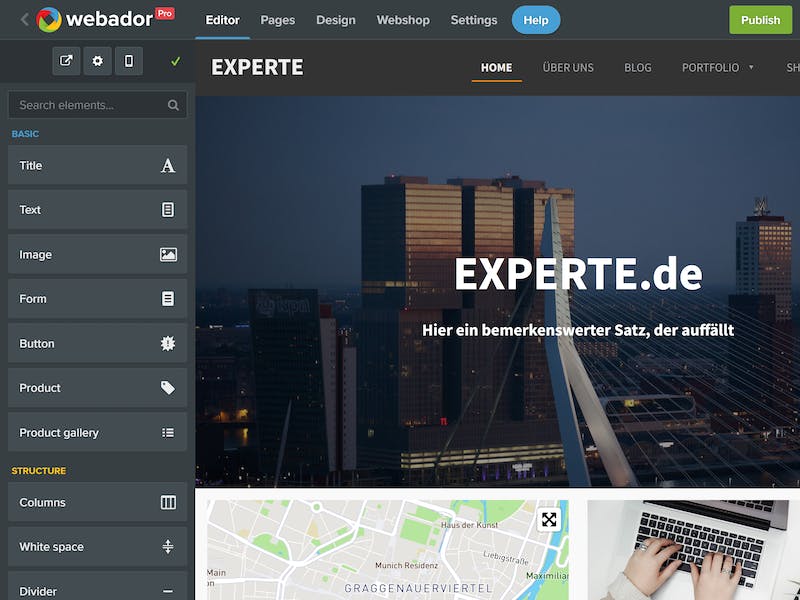 webador Pro
Editor Pages Design Webshop Settings Help Publish
Search elements...
BASIC
Title
Text
Image
Form
Button
Product
Product gallery
STRUCTURE
Columns
White space
Divider
EXPERTE
HOME ÜBER UNS BLOG PORTFOLIO SH
kpn
EXPERTE.de
Hier ein bemerkenswerter Satz, der auffällt
Haus der Kunst
Liebigstraße
Munich Residenz
Maximilian
GRAGGENAUERVIERTEL
Main